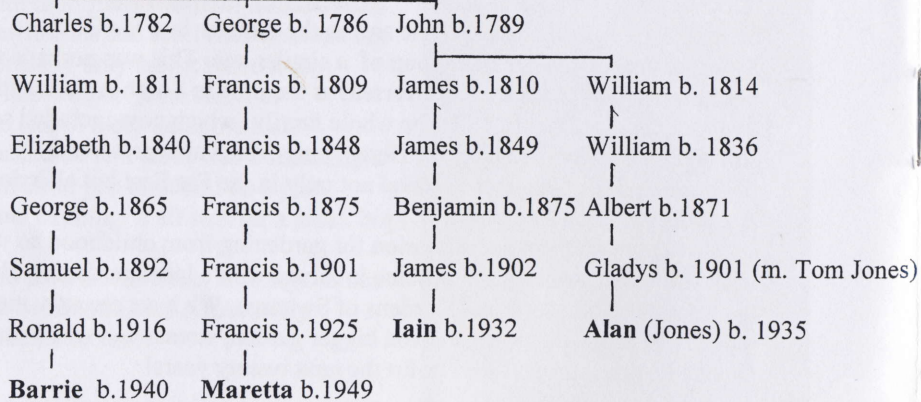 Charles b.1782 George b. 1786 John b.1789
William b. 1811 Francis b. 1809 James b.1810 William b. 1814
Elizabeth b.1840 Francis b.1848 James b.1849 William b. 1836
George b.1865 Francis b.1875 Benjamin b.1875 Albert b.1871
Samuel b.1892 Francis b.1901 James b.1902 Gladys b. 1901 (m. Tom Jones)
Ronald b.1916 Francis b.1925 Iain b.1932 Alan (Jones) b. 1935
Barrie b.1940 Maretta b.1949